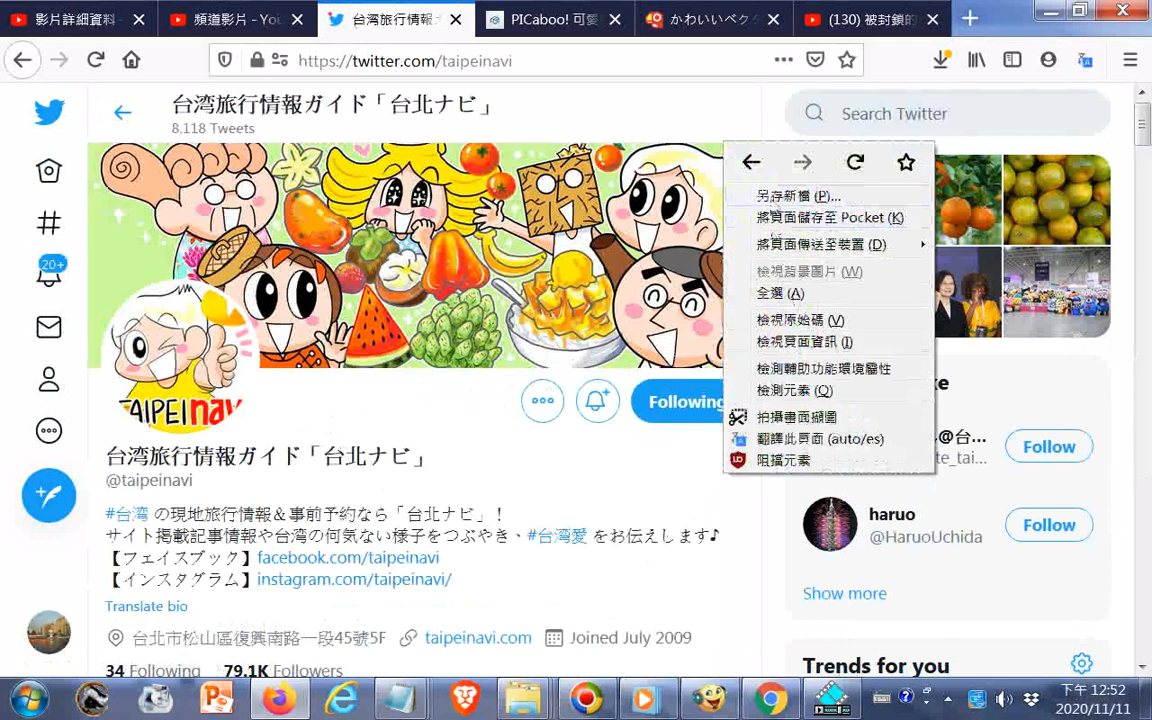 影片詳細資料
頻道影片 - You
台湾旅行情報ガ
PICaboo! 可愛
かわいいベクタ
(130) 被封鎖的
https://twitter.com/taipeinavi
台湾旅行情報ガイド「台北ナビ」
8,118 Tweets
Search Twitter
20+
TAIPEI navi
Following
另存新檔 (P)...
將頁面儲存至 Pocket (K)
將頁面傳送至裝置 (D)
檢視背景圖片 (W)
全選 (A)
檢視原始碼 (V)
檢視頁面資訊 (I)
檢測輔助功能環境屬性
檢測元素 (Q)
拍攝畫面擷圖
翻譯此頁面 (auto/es)
阻擋元素
台湾旅行情報ガイド「台北ナビ」
@taipeinavi
#台湾 の現地旅行情報&事前予約なら「台北ナビ」!
サイト掲載記事情報や台湾の何気ない様子をつぶやき、#台湾愛 をお伝えします♪
【フェイスブック】facebook.com/taipeinavi
【インスタグラム】instagram.com/taipeinavi/
Translate bio
台北市松山區復興南路一段45號5F taipeinavi.com Joined July 2009
34 Following 79.1K Followers
ke
@台...
te_tai...
Follow
haruo
@HaruoUchida
Follow
Show more
Trends for you
下午 12:52
2020/11/11